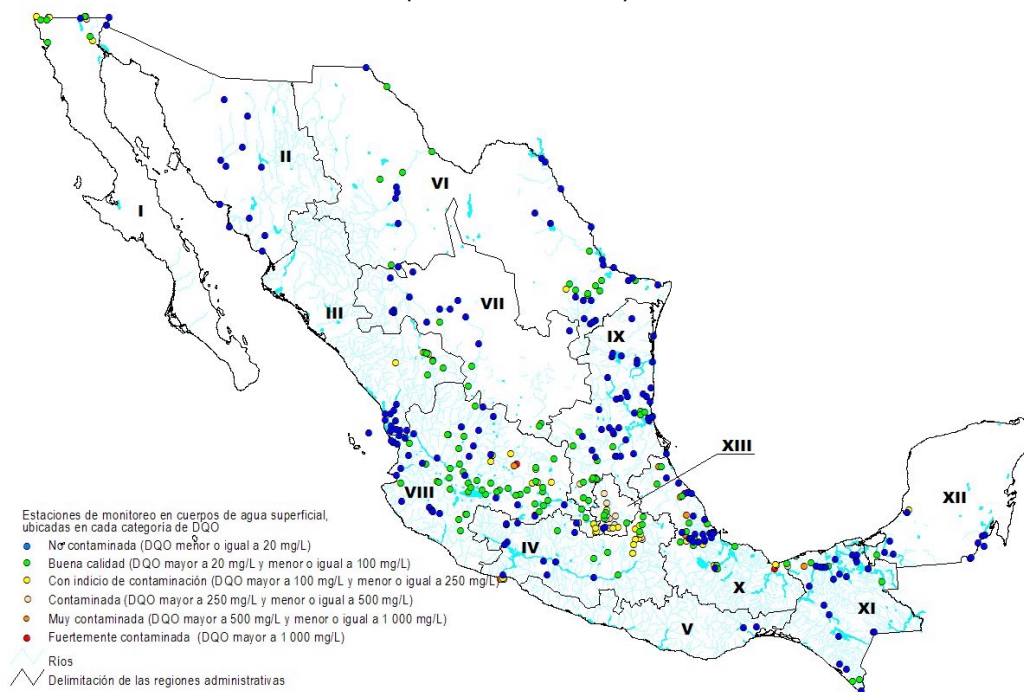 I
II
VI
III
VII
IX
XIII
VIII
IV
XII
X
V
XI
Estaciones de monitoreo en cuerpos de agua superficial,
ubicadas en cada categoría de DQO
No contaminada (DQO menor o igual a 20 mg/L)
Buena calidad (DQO mayor a 20 mg/L y menor o igual a 100 mg/L)
Con indicio de contaminación (DQO mayor a 100 mg/L y menor o igual a 250 mg/L)
Contaminada (DQO mayor a 250 mg/L y menor o igual a 500 mg/L)
Muy contaminada (DQO mayor a 500 mg/L y menor o igual a 1 000 mg/L)
Fuertemente contaminada (DQO mayor a 1 000 mg/L)
Ríos
Delimitación de las regiones administrativas